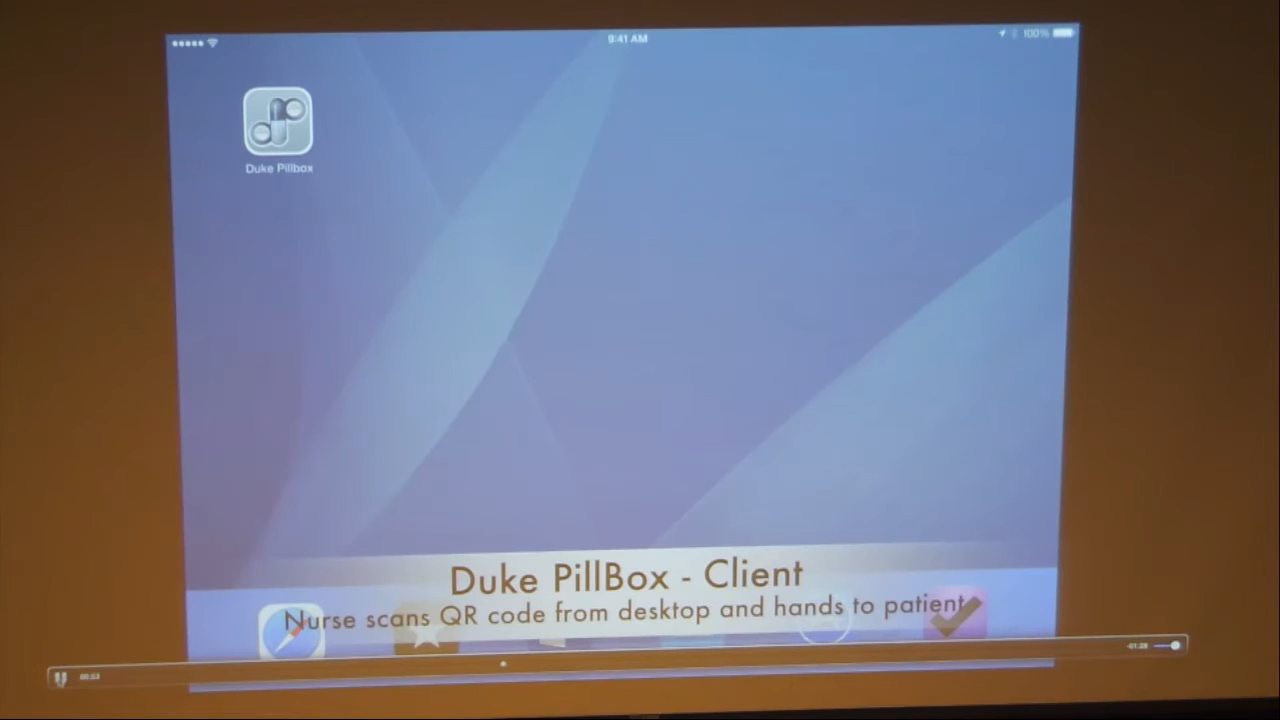 9:41 AM
100%
Duke Pillbox
Duke PillBox - Client
Nurse scans QR code from desktop and hands to patient